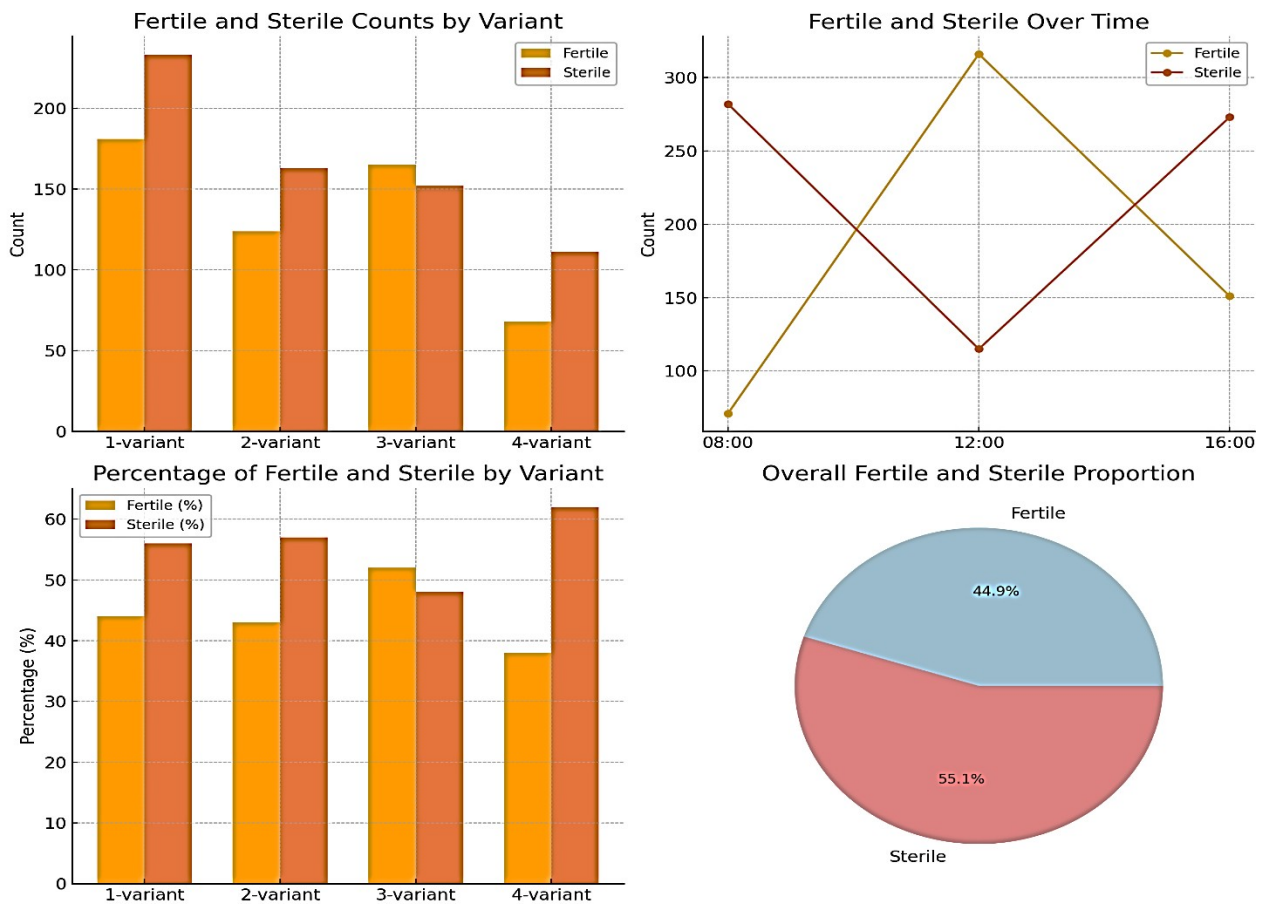 Fertile and Sterile Counts by Variant
Fertile
Sterile
Count
200
150
100
50
0
1-variant
2-variant
3-variant
4-variant
Fertile and Sterile Over Time
Fertile
Sterile
Count
300
250
200
150
100
08:00
12:00
16:00
Percentage of Fertile and Sterile by Variant
Fertile (%)
Sterile (%)
Percentage (%)
60
50
40
30
20
10
0
1-variant
2-variant
3-variant
4-variant
Overall Fertile and Sterile Proportion
Fertile
44.9%
55.1%
Sterile